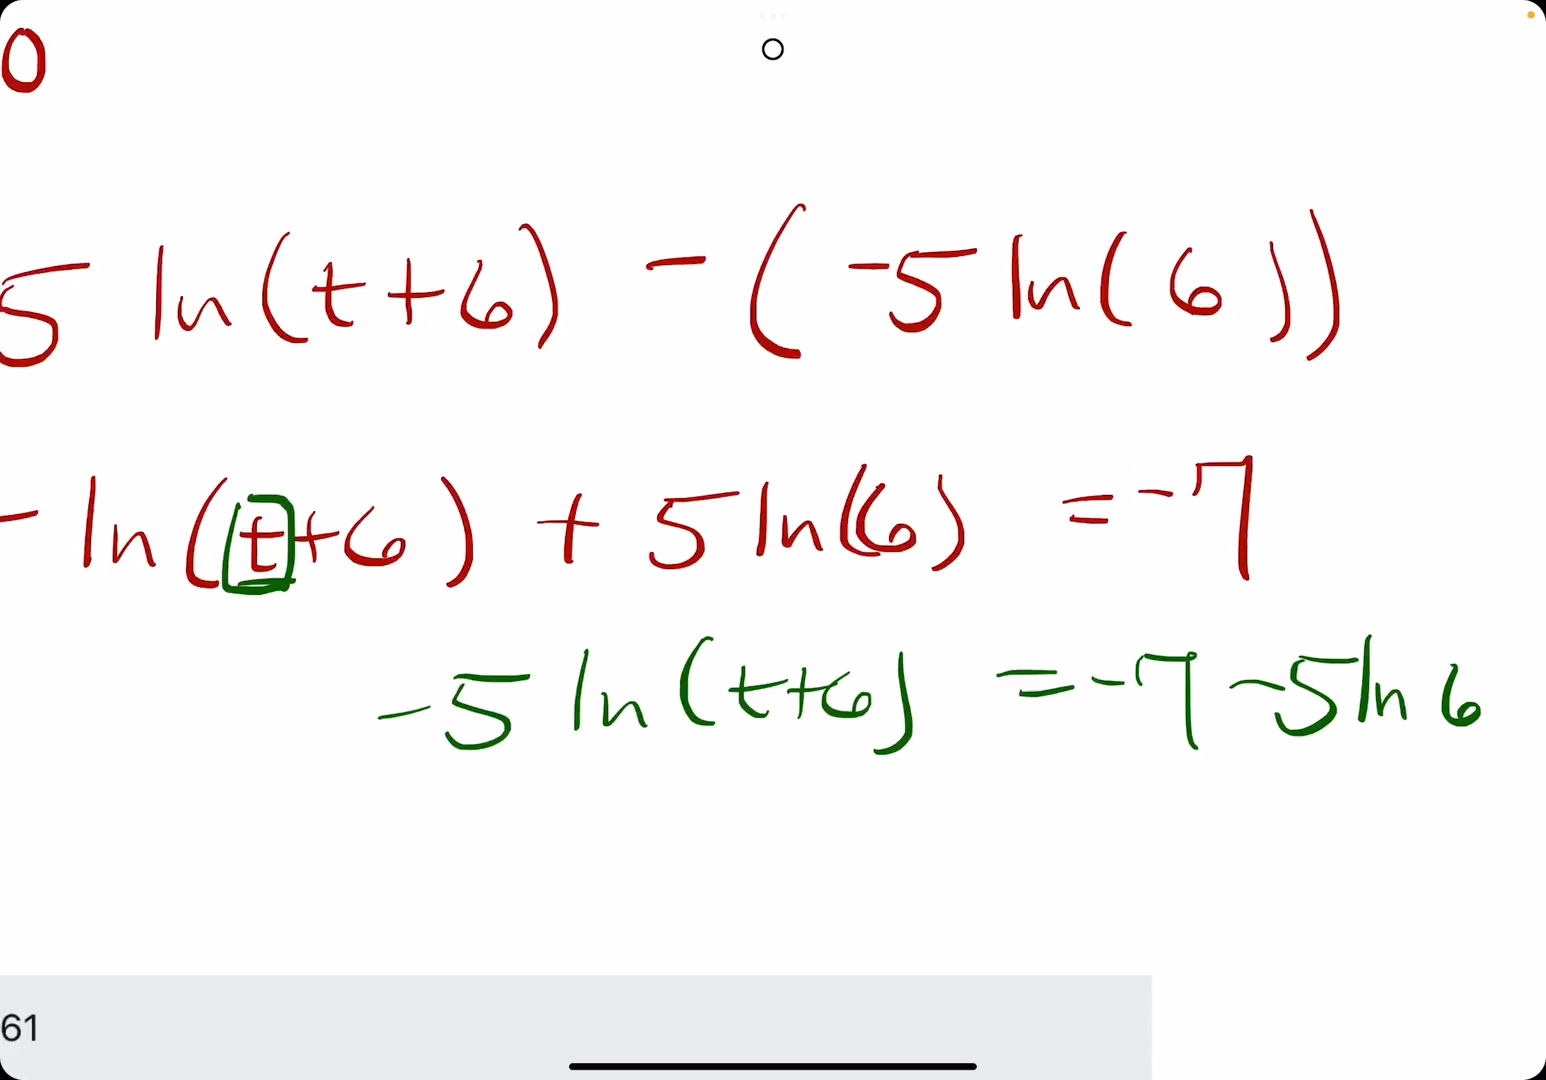 0
5 ln(t+6) - (-5 ln(6))
- ln(t+6) + 5 ln(6) = -7
-5 ln(t+6) = -7 -5 ln 6
61